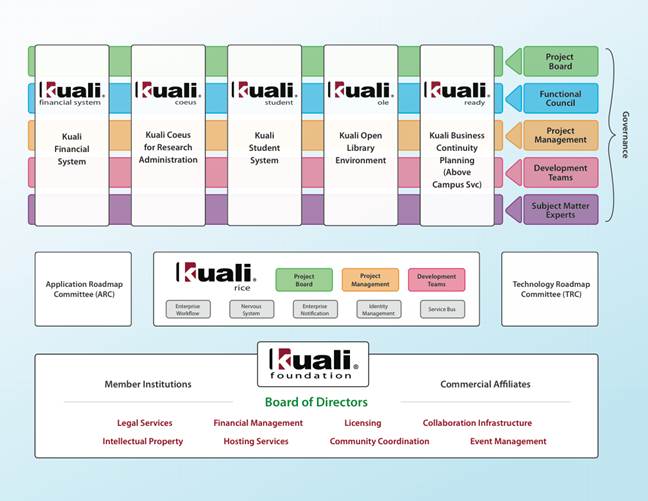 kuali®
financial system
Kuali
Financial
System
kuali®
coeus
Kuali Coeus
for Research
Administration
kuali®
student
Kuali
Student
System
kuali®
ole
Kuali Open
Library
Environment
kuali®
ready
Kuali Business
Continuity
Planning
(Above
Campus Svc)
Project
Board
Functional
Council
Project
Management
Development
Teams
Subject Matter
Experts
Governance
Application Roadmap
Committee (ARC)
kuali®
rice
Project
Board
Project
Management
Development
Teams
Enterprise
Workflow
Nervous
System
Enterprise
Notification
Identity
Management
Service Bus
Technology Roadmap
Committee (TRC)
kuali®
foundation
Member Institutions
Commercial Affiliates
Board of Directors
Legal Services
Financial Management
Licensing
Collaboration Infrastructure
Intellectual Property
Hosting Services
Community Coordination
Event Management